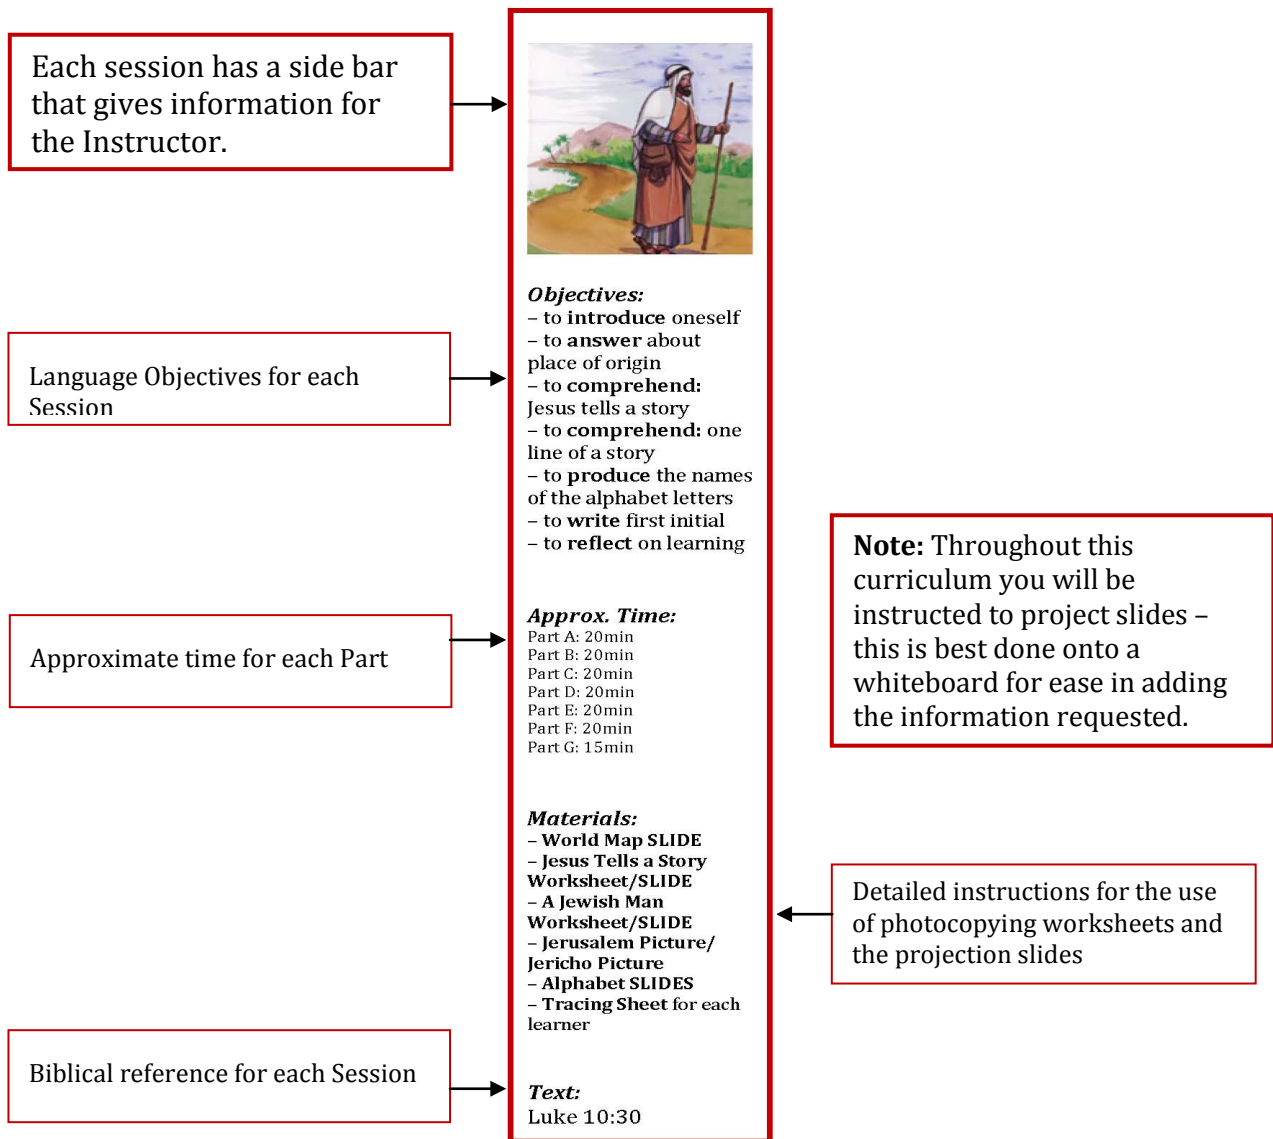 Each session has a side bar
that gives information for
the Instructor.
Language Objectives for each
Session
Approximate time for each Part
Biblical reference for each Session
Objectives:
– to introduce oneself
– to answer about
place of origin
– to comprehend:
Jesus tells a story
– to comprehend: one
line of a story
– to produce the names
of the alphabet letters
– to write first initial
– to reflect on learning
Approx. Time:
Part A: 20min
Part B: 20min
Part C: 20min
Part D: 20min
Part E: 20min
Part F: 20min
Part G: 15min
Materials:
– World Map SLIDE
– Jesus Tells a Story
Worksheet/SLIDE
– A Jewish Man
Worksheet/SLIDE
– Jerusalem Picture/
Jericho Picture
– Alphabet SLIDES
– Tracing Sheet for each
learner
Text:
Luke 10:30
Note: Throughout this
curriculum you will be
instructed to project slides –
this is best done onto a
whiteboard for ease in adding
the information requested.
Detailed instructions for the use
of photocopying worksheets and
the projection slides